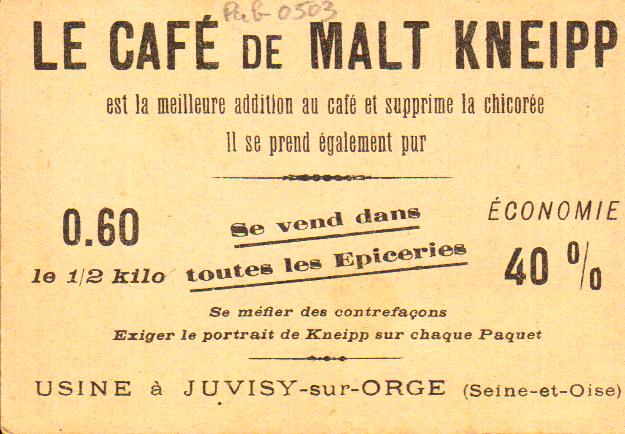 Pub-0503
LE CAFÉ DE MALT KNEIPP
est la meilleure addition au café et supprime la chicorée
Il se prend également pur
0.60
le 1/2 kilo
Se vend dans
toutes les Epiceries
ÉCONOMIE
40 %
Se méfier des contrefaçons
Exiger le portrait de Kneipp sur chaque Paquet
USINE à JUVISY-sur-ORGE (Seine-et-Oise)